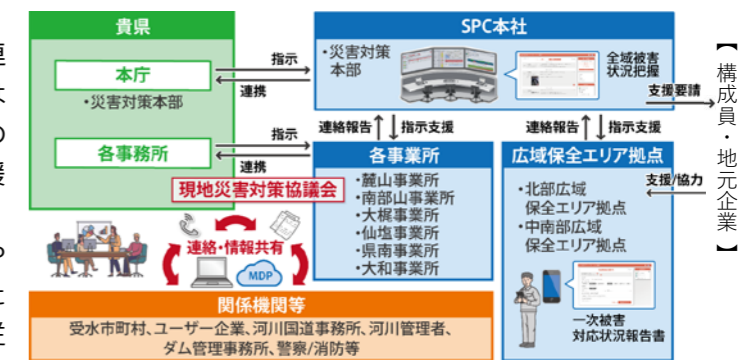 貴県
本庁
・災害対策本部
各事務所
指示
連携
指示
連携
SPC本社
・災害対策
本部
全域被害
状況把握
支援要請
連絡報告
指示支援
連絡報告
指示支援
各事業所
・麓山事業所
・南部山事業所
・大梶事業所
・仙塩事業所
・県南事業所
・大和事業所
広域保全エリア拠点
・北部広域
保全エリア拠点
・中南部広域
保全エリア拠点
支援/協力
一次被害
対応状況報告書
【構成員・地元企業】
現地災害対策協議会
連絡・情報共有
MDP
関係機関等
受水市町村、ユーザー企業、河川国道事務所、河川管理者、
ダム管理事務所、警察/消防等